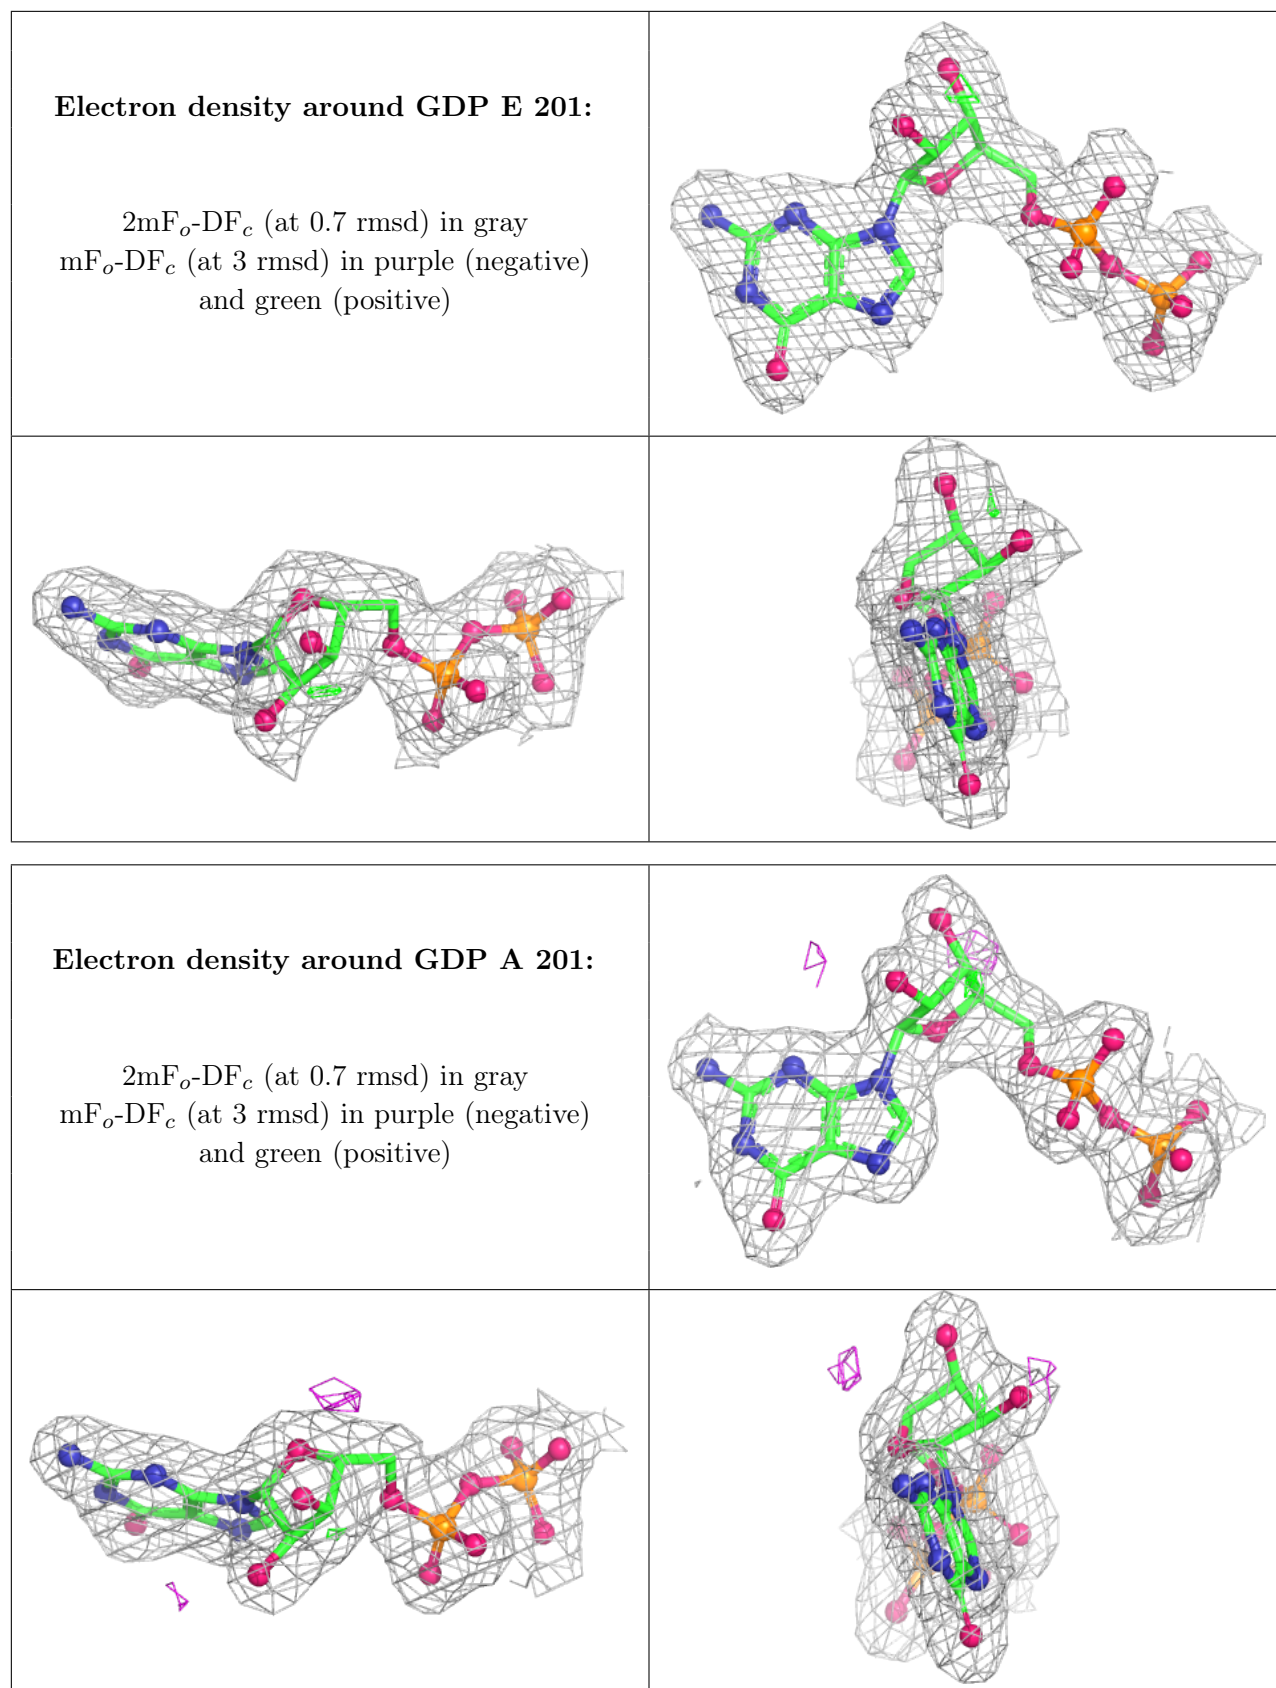 Electron density around GDP E 201:
2mFo-DFc (at 0.7 rmsd) in gray
mFo-DFc (at 3 rmsd) in purple (negative)
and green (positive)
Electron density around GDP A 201:
2mFo-DFc (at 0.7 rmsd) in gray
mFo-DFc (at 3 rmsd) in purple (negative)
and green (positive)